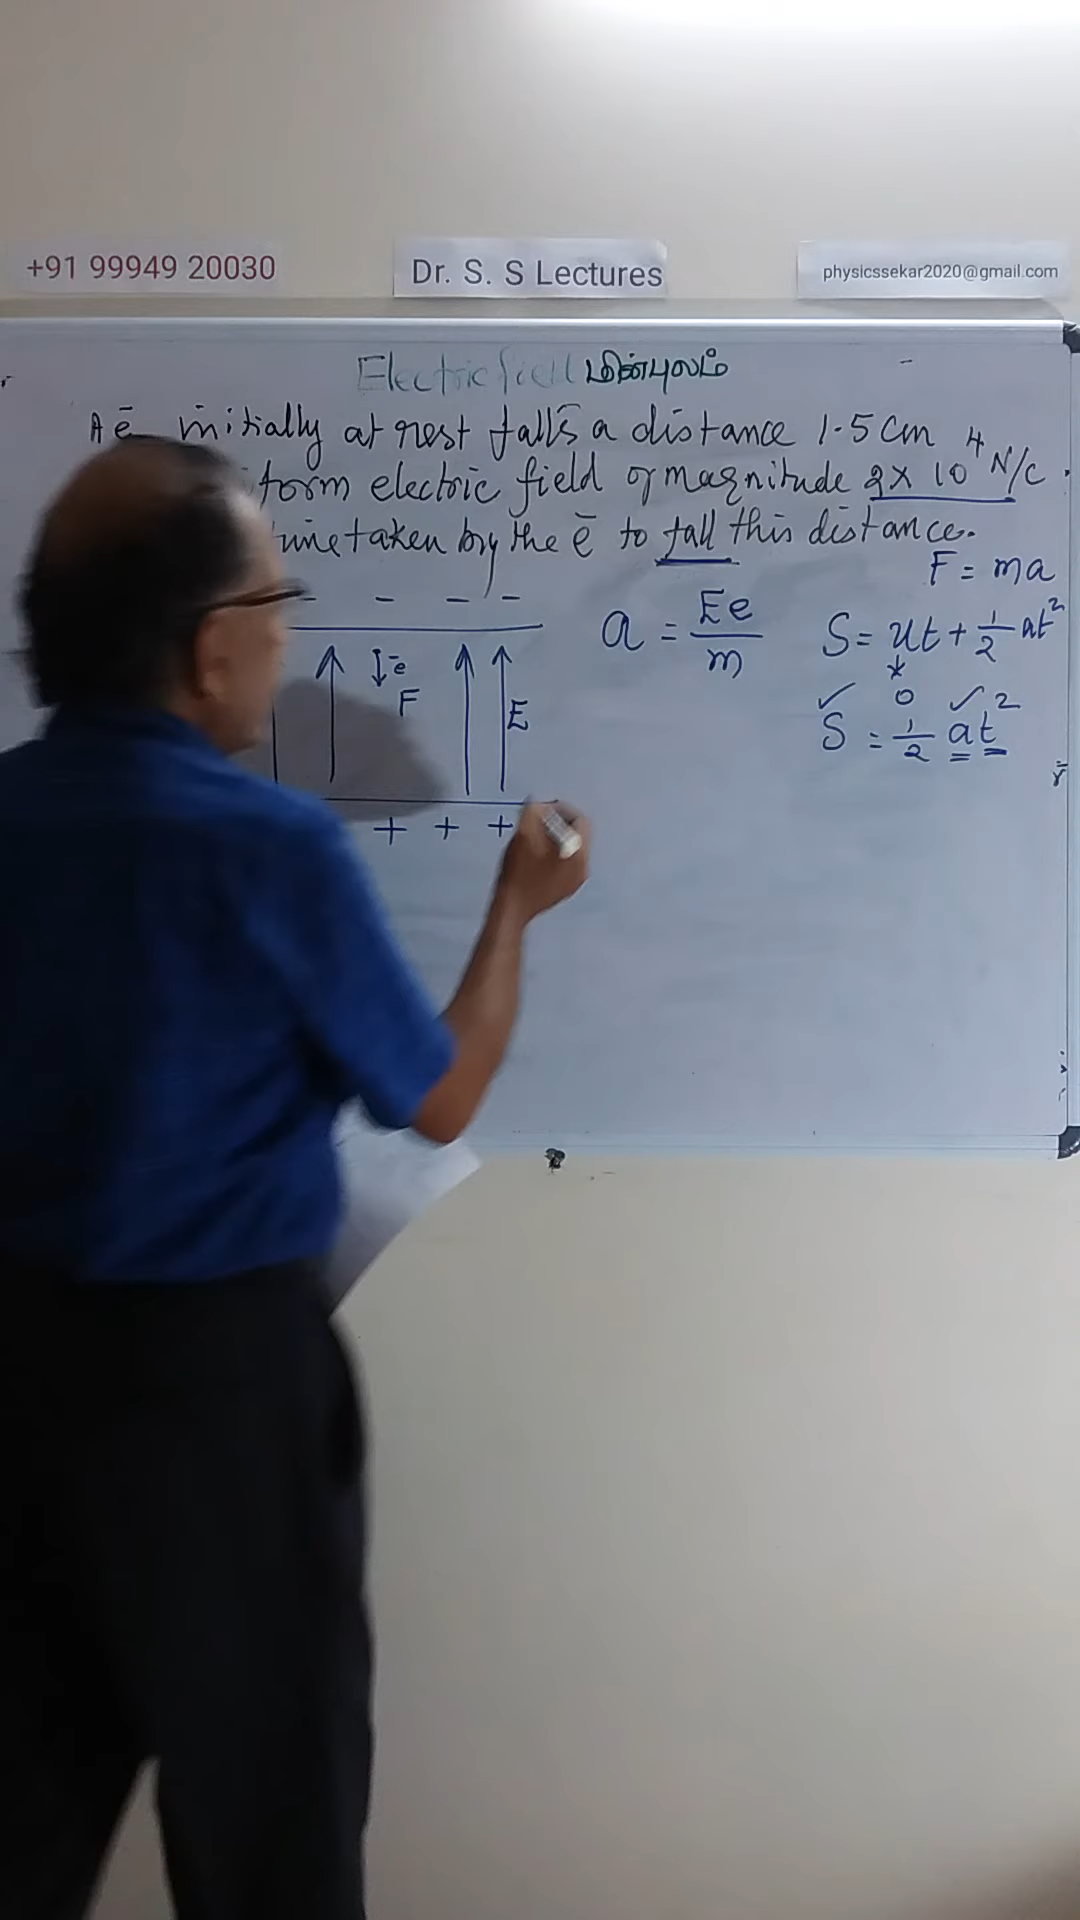 +91 99949 20030
Dr. S. S Lectures
physicssekar2020@gmail.com
Electric field மின்புலம்
A ē initially at rest falls a distance 1.5 cm
form electric field of magnitude 2 x 10⁴ N/C.
time taken by the ē to fall this distance.
F = ma
- - - -
a = Ee/m
S = ut + 1/2 at²
0
ē
F
E
S = 1/2 at²
+ + +